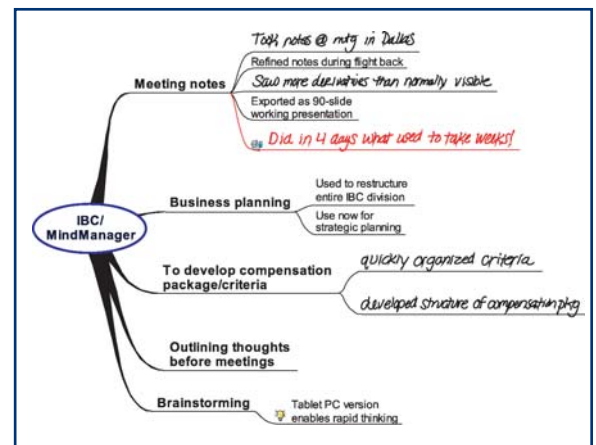 IBC/
MindManager
Meeting notes
Took notes @ mtg in Dallas
Refined notes during flight back
Saw more derivatives than normally visible
Exported as 90-slide
working presentation
Did in 4 days what used to take weeks!
Business planning
Used to restructure
entire IBC division
Use now for
strategic planning
To develop compensation
package/criteria
quickly organized criteria
developed structure of compensation pkg
Outlining thoughts
before meetings
Brainstorming
Tablet PC version
enables rapid thinking